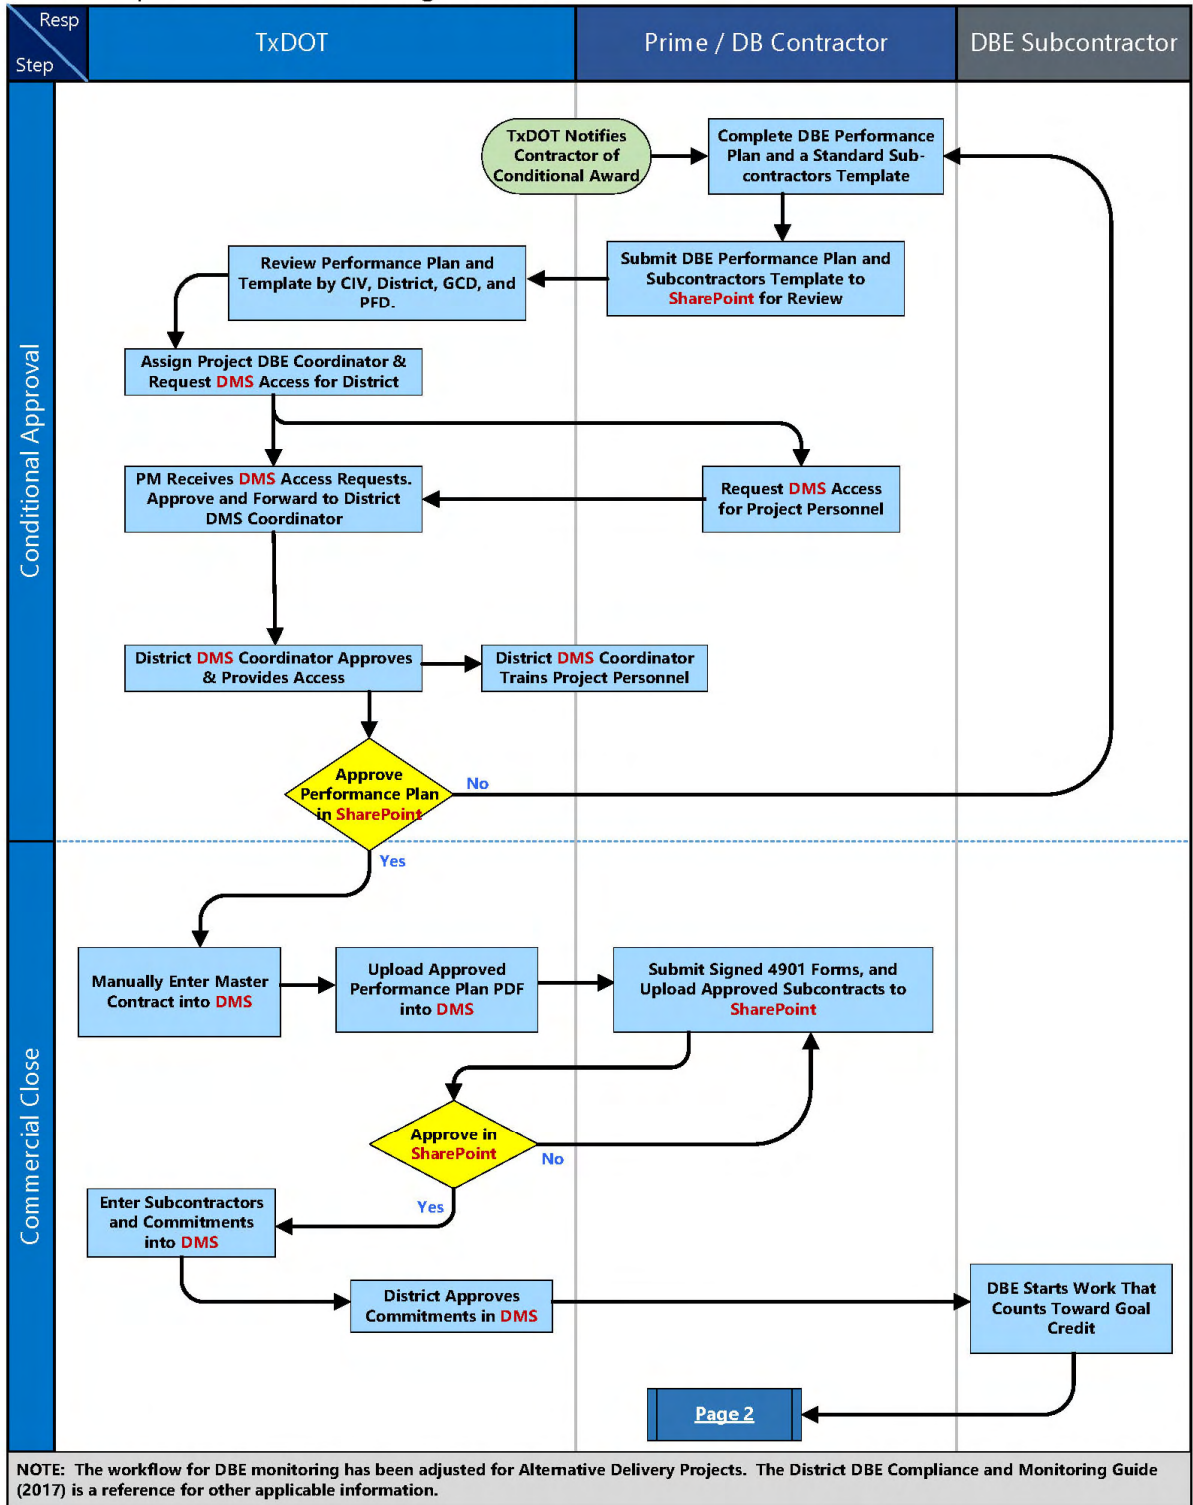 Resp
Step
TxDOT
Prime / DB Contractor
DBE Subcontractor
Conditional Approval
TxDOT Notifies
Contractor of
Conditional Award
Complete DBE Performance
Plan and a Standard Sub-
contractors Template
Submit DBE Performance Plan and
Subcontractors Template to
SharePoint for Review
Review Performance Plan and
Template by CIV, District, GCD, and
PFD.
Assign Project DBE Coordinator &
Request DMS Access for District
PM Receives DMS Access Requests.
Approve and Forward to District
DMS Coordinator
Request DMS Access
for Project Personnel
District DMS Coordinator Approves
& Provides Access
District DMS Coordinator
Trains Project Personnel
Approve
Performance Plan
in SharePoint
No
Yes
Commercial Close
Manually Enter Master
Contract into DMS
Upload Approved
Performance Plan PDF
into DMS
Submit Signed 4901 Forms, and
Upload Approved Subcontracts to
SharePoint
Approve in
SharePoint
No
Yes
Enter Subcontractors
and Commitments
into DMS
District Approves
Commitments in DMS
DBE Starts Work That
Counts Toward Goal
Credit
Page 2
NOTE: The workflow for DBE monitoring has been adjusted for Alternative Delivery Projects. The District DBE Compliance and Monitoring Guide
(2017) is a reference for other applicable information.